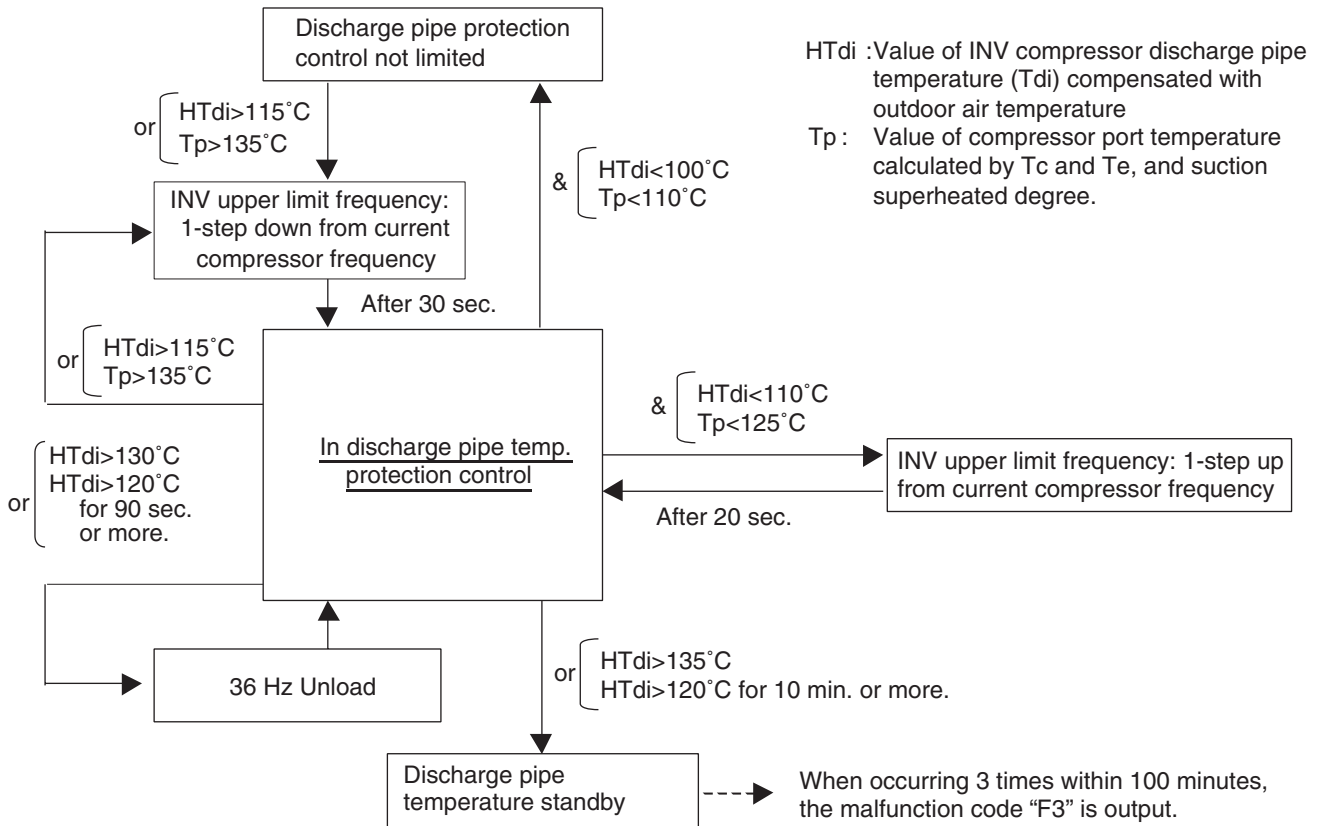 Discharge pipe protection
control not limited
HTdi :Value of INV compressor discharge pipe
temperature (Tdi) compensated with
outdoor air temperature
Tp : Value of compressor port temperature
calculated by Tc and Te, and suction
superheated degree.
or
HTdi>115˚C
Tp>135˚C
&
HTdi<100˚C
Tp<110˚C
INV upper limit frequency:
1-step down from current
compressor frequency
After 30 sec.
or
HTdi>115˚C
Tp>135˚C
&
HTdi<110˚C
Tp<125˚C
In discharge pipe temp.
protection control
INV upper limit frequency: 1-step up
from current compressor frequency
After 20 sec.
or
HTdi>130˚C
HTdi>120˚C
for 90 sec.
or more.
36 Hz Unload
or
HTdi>135˚C
HTdi>120˚C for 10 min. or more.
Discharge pipe
temperature standby
When occurring 3 times within 100 minutes,
the malfunction code “F3” is output.